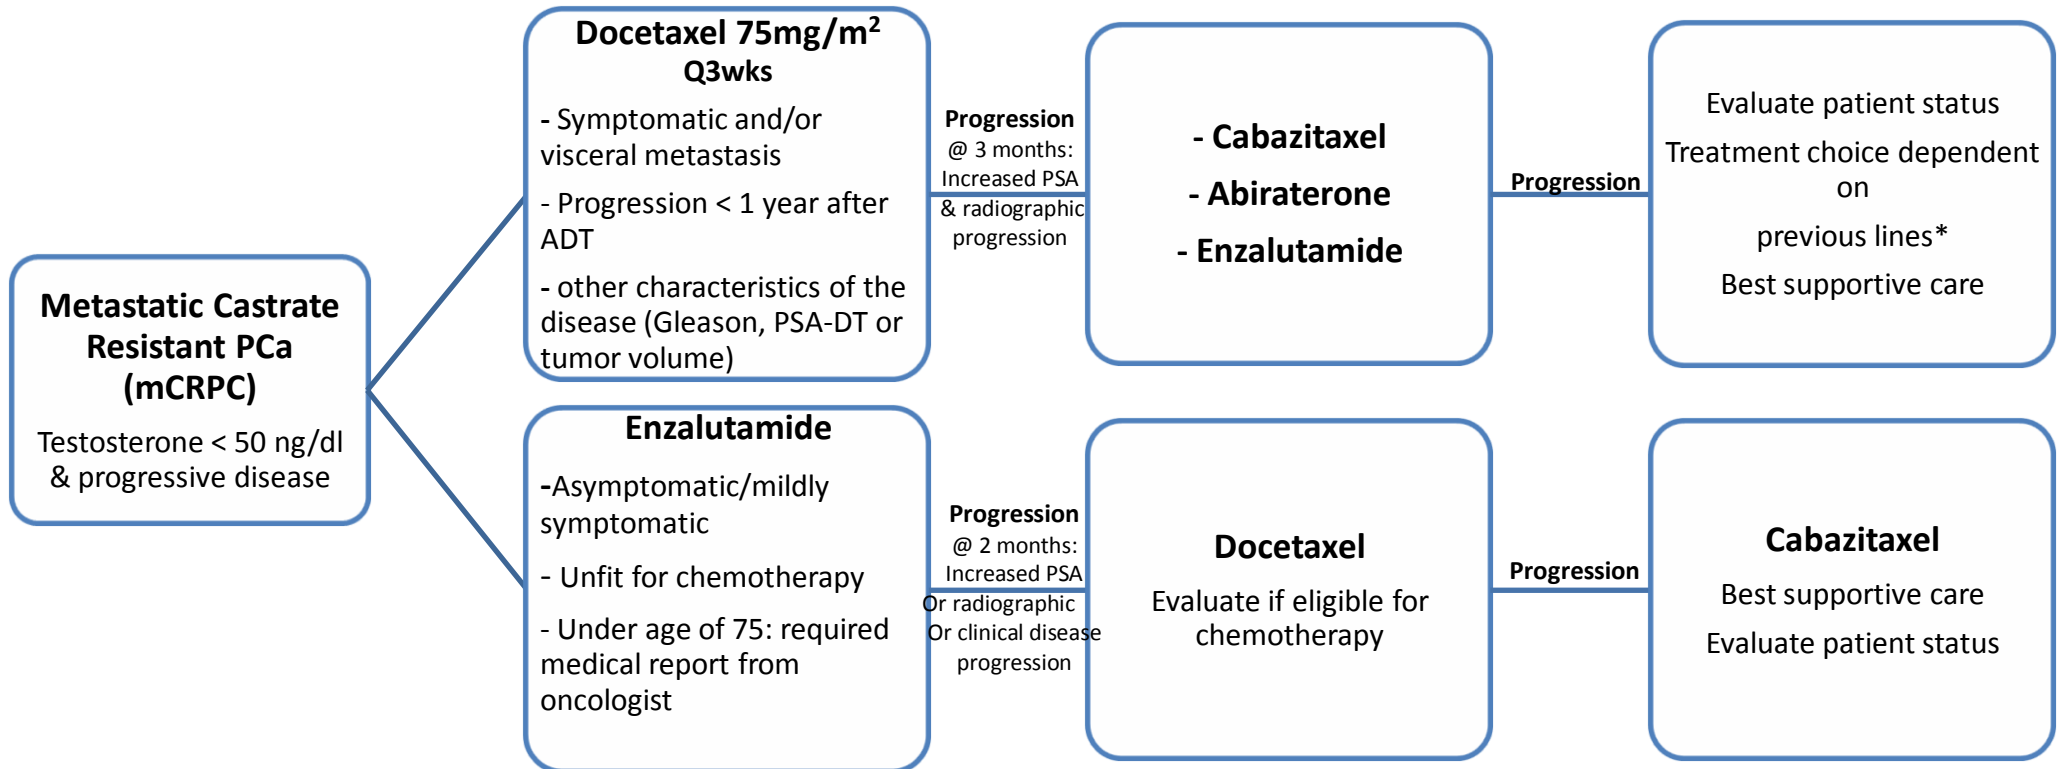 Metastatic Castrate
Resistant PCa
(mCRPC)
Testosterone < 50 ng/dl
& progressive disease
Docetaxel 75mg/m²
Q3wks
- Symptomatic and/or
visceral metastasis
- Progression < 1 year after
ADT
- other characteristics of the
disease (Gleason, PSA-DT or
tumor volume)
Progression
@ 3 months:
Increased PSA
& radiographic
progression
- Cabazitaxel
- Abiraterone
- Enzalutamide
Progression
Evaluate patient status
Treatment choice dependent
on
previous lines*
Best supportive care
Enzalutamide
-Asymptomatic/mildly
symptomatic
- Unfit for chemotherapy
- Under age of 75: required
medical report from
oncologist
Progression
@ 2 months:
Increased PSA
Or radiographic
Or clinical disease
progression
Docetaxel
Evaluate if eligible for
chemotherapy
Progression
Cabazitaxel
Best supportive care
Evaluate patient status